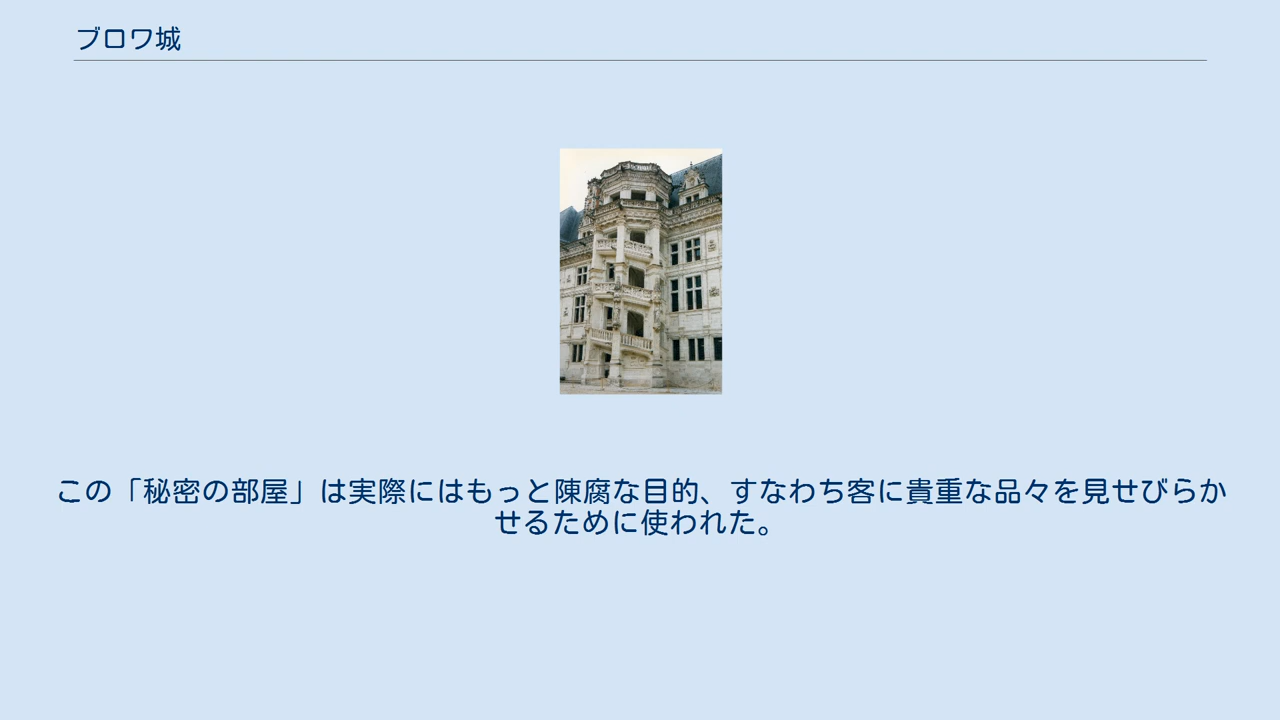 ブロワ城
この「秘密の部屋」は実際にはもっと陳腐な目的、すなわち客に貴重な品々を見せびらか
せるために使われた。